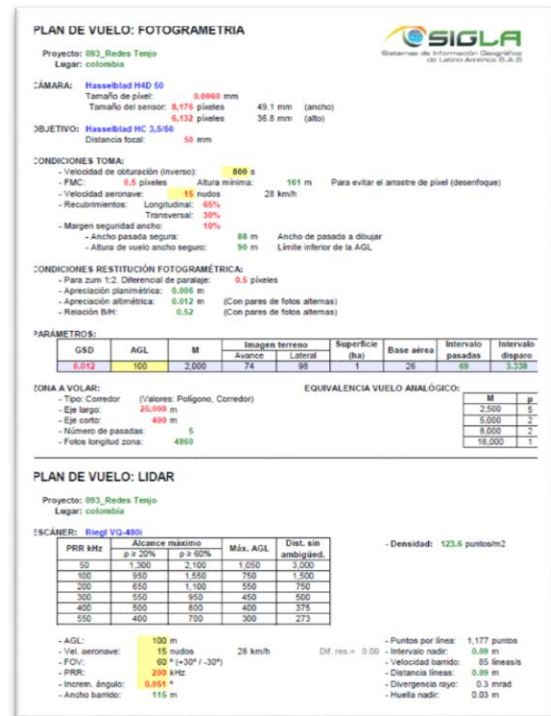 PLAN DE VUELO: FOTOGRAMETRIA
SIGLA
Sistemas de Información Geográfica
de Latino América S.A.S
Proyecto: 093_Redes Tenjo
Lugar: colombia
CÁMARA: Hasselblad H4D 50
Tamaño de píxel: 0.0060 mm
Tamaño del sensor: 8,176 píxeles 49.1 mm (ancho)
6,132 píxeles 36.8 mm (alto)
OBJETIVO: Hasselblad HC 3,5/50
Distancia focal: 50 mm
CONDICIONES TOMA:
- Velocidad de obturación (inverso): 800 s
- FMC: 0.5 píxeles Altura mínima: 161 m Para evitar el arrastre de píxel (desenfoque)
- Velocidad aeronave: 15 nudos 28 km/h
- Recubrimientos: Longitudinal: 65%
Transversal: 30%
- Margen seguridad ancho: 10%
- Ancho pasada segura: 88 m Ancho de pasada a dibujar
- Altura de vuelo ancho seguro: 90 m Límite inferior de la AGL
CONDICIONES RESTITUCIÓN FOTOGRAMÉTRICA:
- Para zum 1:2. Diferencial de paralaje: 0.5 píxeles
- Apreciación planimétrica: 0.006 m
- Apreciación altimétrica: 0.012 m (Con pares de fotos alternas)
- Relación B/H: 0.52 (Con pares de fotos alternas)
PARÁMETROS:
GSD AGL M Imagen terreno Superficie (ha) Base aérea Intervalo pasadas Intervalo disparo
Avance Lateral
0.012 100 2,000 74 98 1 26 69 3.338
ZONA A VOLAR: EQUIVALENCIA VUELO ANALÓGICO:
- Tipo: Corredor (Valores: Polígono, Corredor) M µ
- Eje largo: 25,000 m 2,500 5
- Eje corto: 400 m 5,000 2
- Número de pasadas: 5 8,000 2
- Fotos longitud zona: 4860 18,000 1
PLAN DE VUELO: LIDAR
Proyecto: 093_Redes Tenjo
Lugar: colombia
ESCÁNER: Riegl VQ-480i
PRR kHz Alcance máximo Máx. AGL Dist. sin ambigüed. - Densidad: 123.6 puntos/m2
ρ ≥ 20% ρ ≥ 60%
50 1,300 2,100 1,050 3,000
100 950 1,550 750 1,500
200 650 1,100 550 750
300 550 950 450 500
400 500 800 400 375
550 400 700 300 273
- AGL: 100 m - Puntos por línea: 1,177 puntos
- Vel. aeronave: 15 nudos 28 km/h Dif. res.= 0.00 - Intervalo nadir: 0.09 m
- FOV: 60 ° (+30° / -30°) - Velocidad barrido: 85 líneas/s
- PRR: 200 kHz - Distancia líneas: 0.09 m
- Increm. ángulo: 0.051 ° - Divergencia rayo: 0.3 mrad
- Ancho barrido: 115 m - Huella nadir: 0.03 m